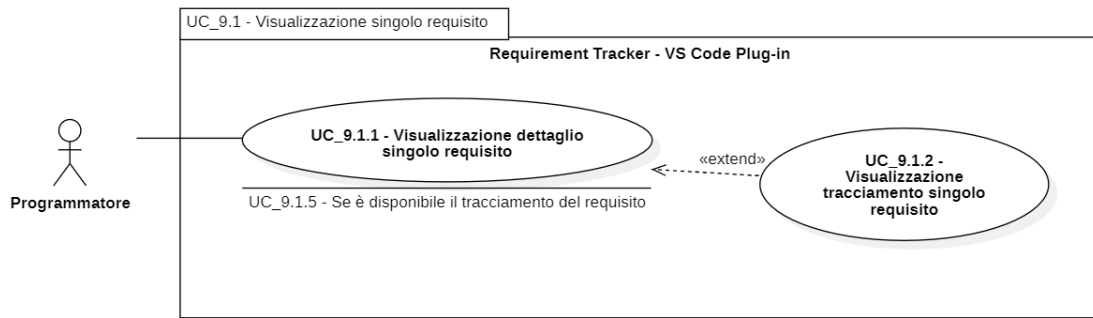 UC_9.1 - Visualizzazione singolo requisito
Requirement Tracker - VS Code Plug-in
UC_9.1.1 - Visualizzazione dettaglio
singolo requisito
«extend»
UC_9.1.2 -
Visualizzazione
tracciamento singolo
requisito
UC_9.1.5 - Se è disponibile il tracciamento del requisito
Programmatore